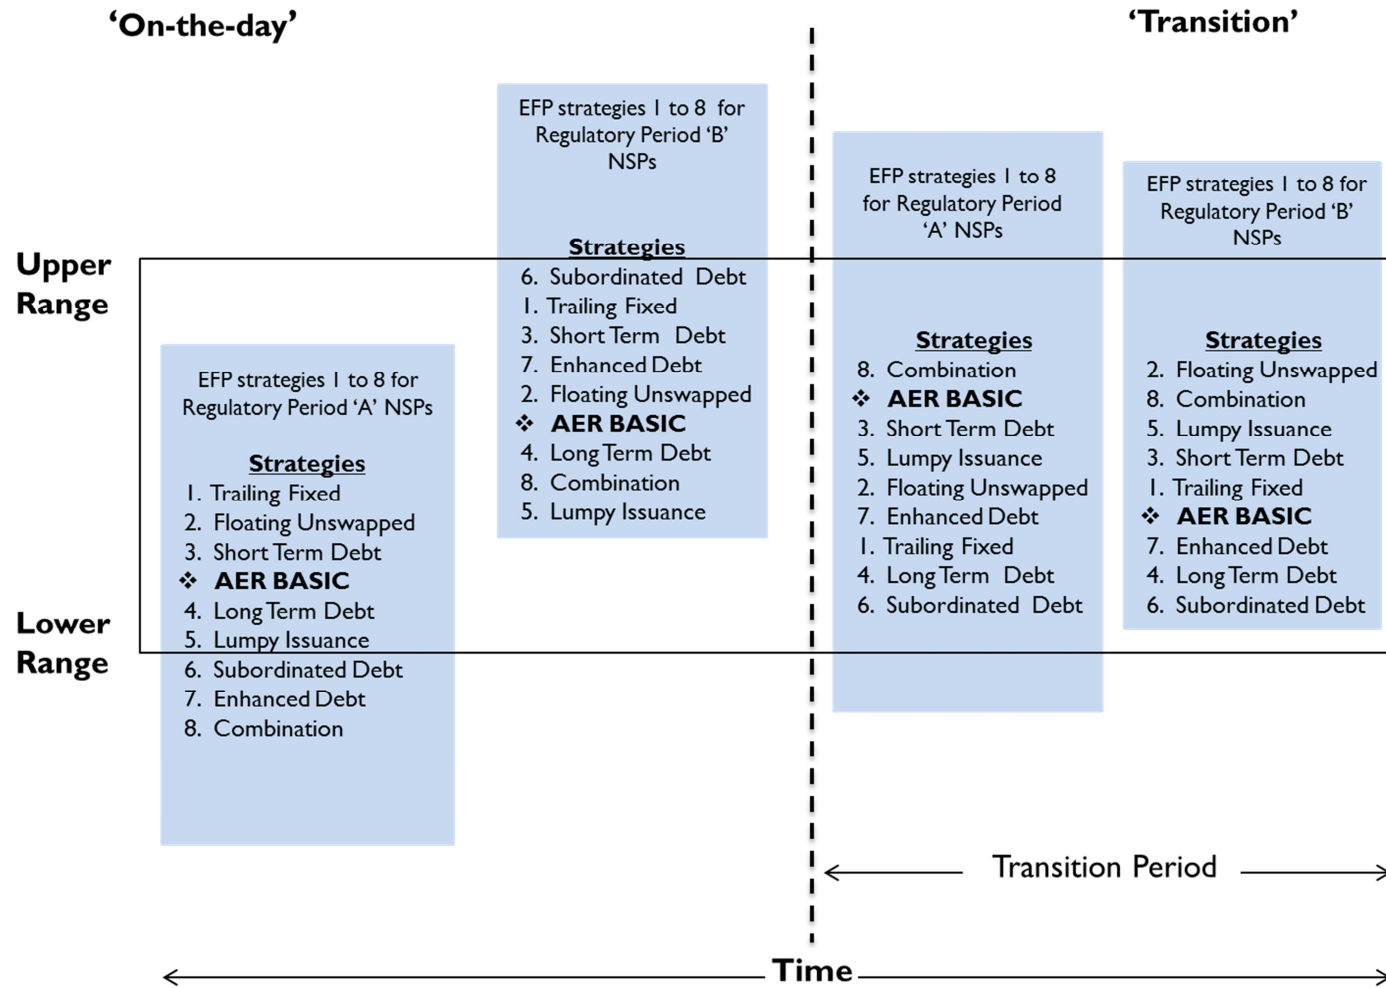 ‘On-the-day’
‘Transition’
Upper
Range
Lower
Range
EFP strategies 1 to 8 for
Regulatory Period ‘A’ NSPs
Strategies
1. Trailing Fixed
2. Floating Unswapped
3. Short Term Debt
❖ AER BASIC
4. Long Term Debt
5. Lumpy Issuance
6. Subordinated Debt
7. Enhanced Debt
8. Combination
EFP strategies 1 to 8 for
Regulatory Period ‘B’
NSPs
Strategies
6. Subordinated Debt
1. Trailing Fixed
3. Short Term Debt
7. Enhanced Debt
2. Floating Unswapped
❖ AER BASIC
4. Long Term Debt
8. Combination
5. Lumpy Issuance
EFP strategies 1 to 8
for Regulatory Period
‘A’ NSPs
Strategies
8. Combination
❖ AER BASIC
3. Short Term Debt
5. Lumpy Issuance
2. Floating Unswapped
7. Enhanced Debt
1. Trailing Fixed
4. Long Term Debt
6. Subordinated Debt
EFP strategies 1 to 8 for
Regulatory Period ‘B’
NSPs
Strategies
2. Floating Unswapped
8. Combination
5. Lumpy Issuance
3. Short Term Debt
1. Trailing Fixed
❖ AER BASIC
7. Enhanced Debt
4. Long Term Debt
6. Subordinated Debt
Transition Period
Time